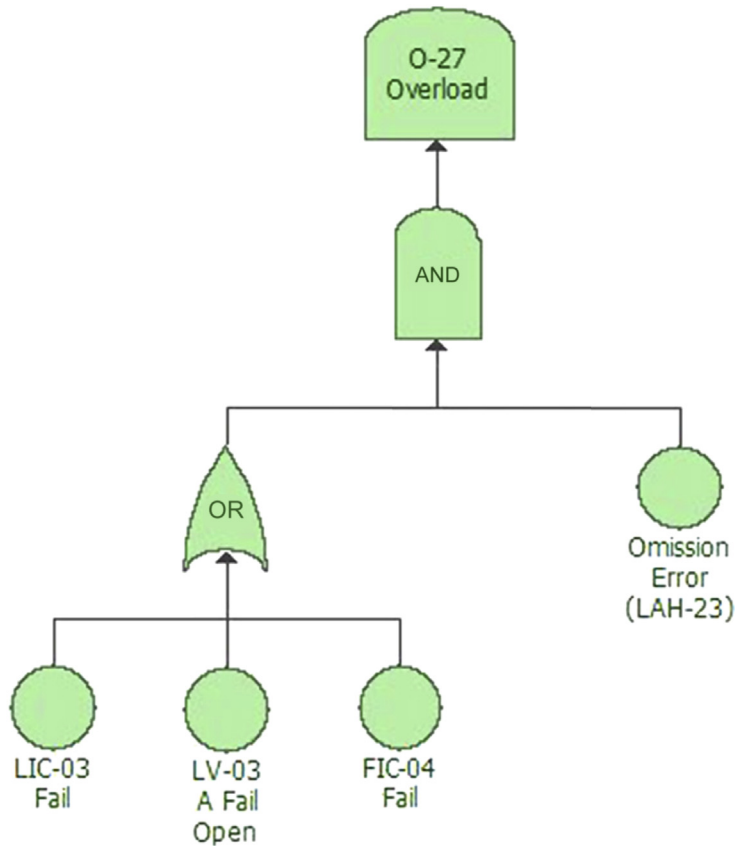 O-27
Overload
AND
OR
Omission
Error
(LAH-23)
LIC-03
Fail
LV-03
A Fail
Open
FIC-04
Fail